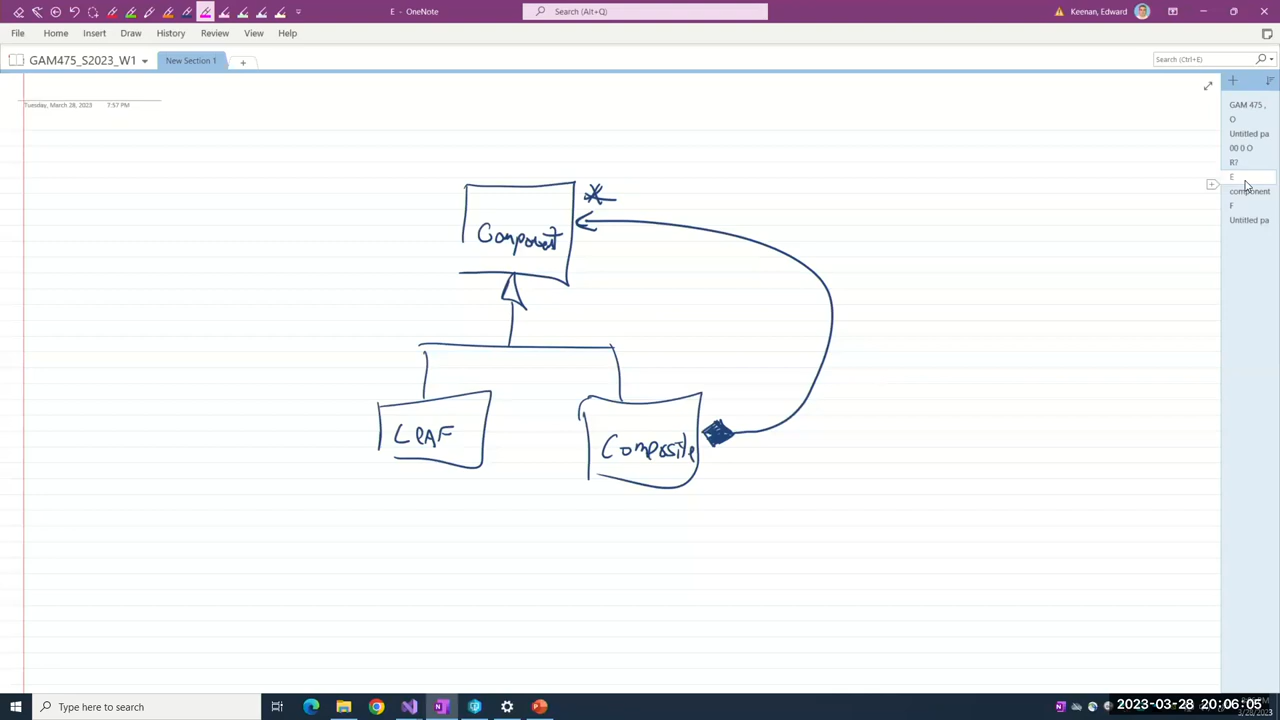 E - OneNote
Search (Alt+Q)
Keenan, Edward
File Home Insert Draw History Review View Help
GAM475_S2023_W1
New Section 1
Search (Ctrl+E)
Tuesday, March 28, 2023 7:57 PM
GAM 475 ,
O
Untitled pa
00 0 O
R?
E
component
F
Untitled pa
*
Component
LEAF
Composite
Type here to search
2023-03-28 20:06:05